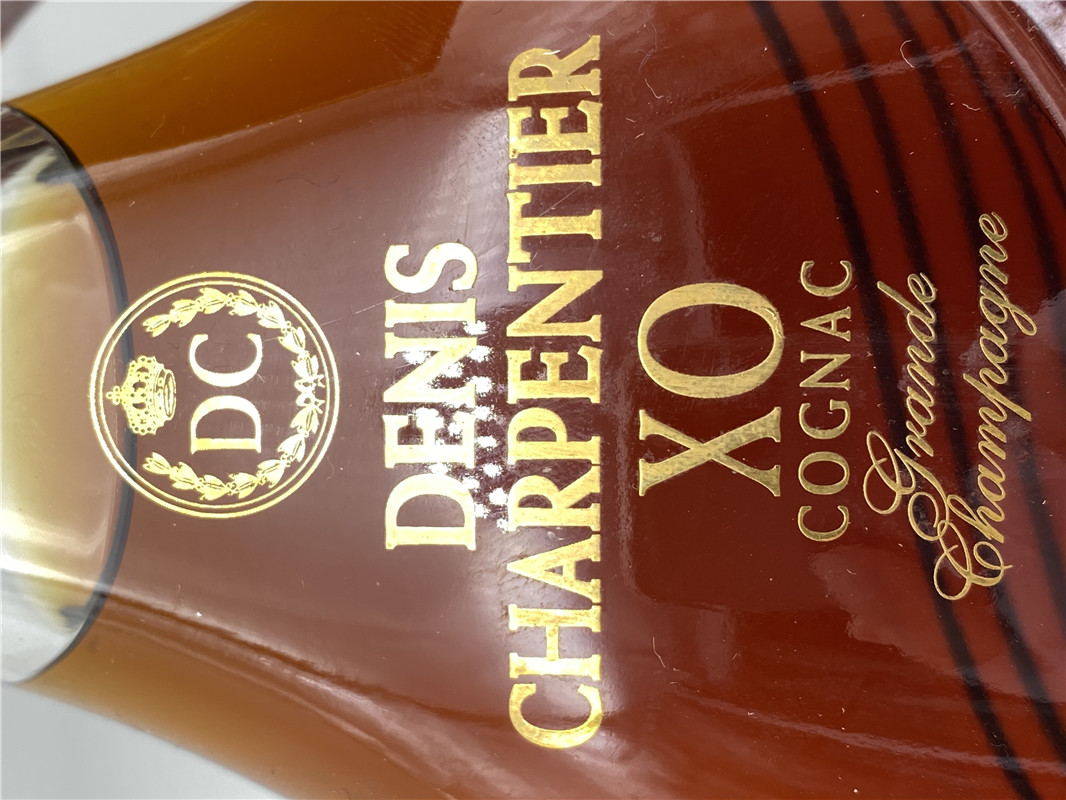 DC
DENIS
CHARPENTIER
XO
COGNAC
Grande
Champagne